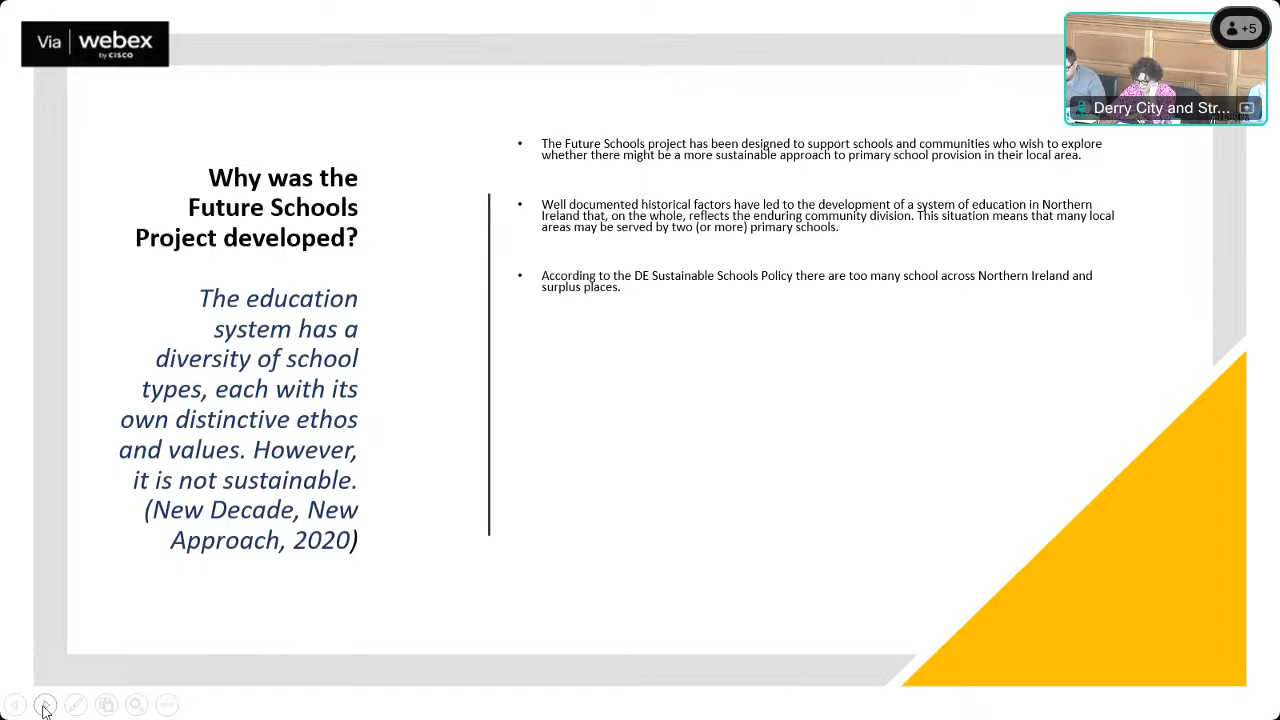 Via webex
by CISCO
+5
Derry City and Str...
Why was the
Future Schools
Project developed?
The education
system has a
diversity of school
types, each with its
own distinctive ethos
and values. However,
it is not sustainable.
(New Decade, New
Approach, 2020)
• The Future Schools project has been designed to support schools and communities who wish to explore
whether there might be a more sustainable approach to primary school provision in their local area.
• Well documented historical factors have led to the development of a system of education in Northern
Ireland that, on the whole, reflects the enduring community division. This situation means that many local
areas may be served by two (or more) primary schools.
• According to the DE Sustainable Schools Policy there are too many school across Northern Ireland and
surplus places.